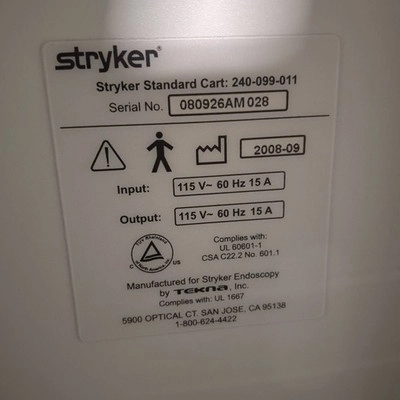 stryker®
Stryker Standard Cart: 240-099-011
Serial No. 080926AM 028
2008-09
Input: 115 V~ 60 Hz 15 A
Output: 115 V~ 60 Hz 15 A
C US
Complies with:
UL 60601-1
CSA C22.2 No. 601.1
Manufactured for Stryker Endoscopy
by TEKNA, Inc.
Complies with: UL 1667
5900 OPTICAL CT. SAN JOSE, CA 95138
1-800-624-4422